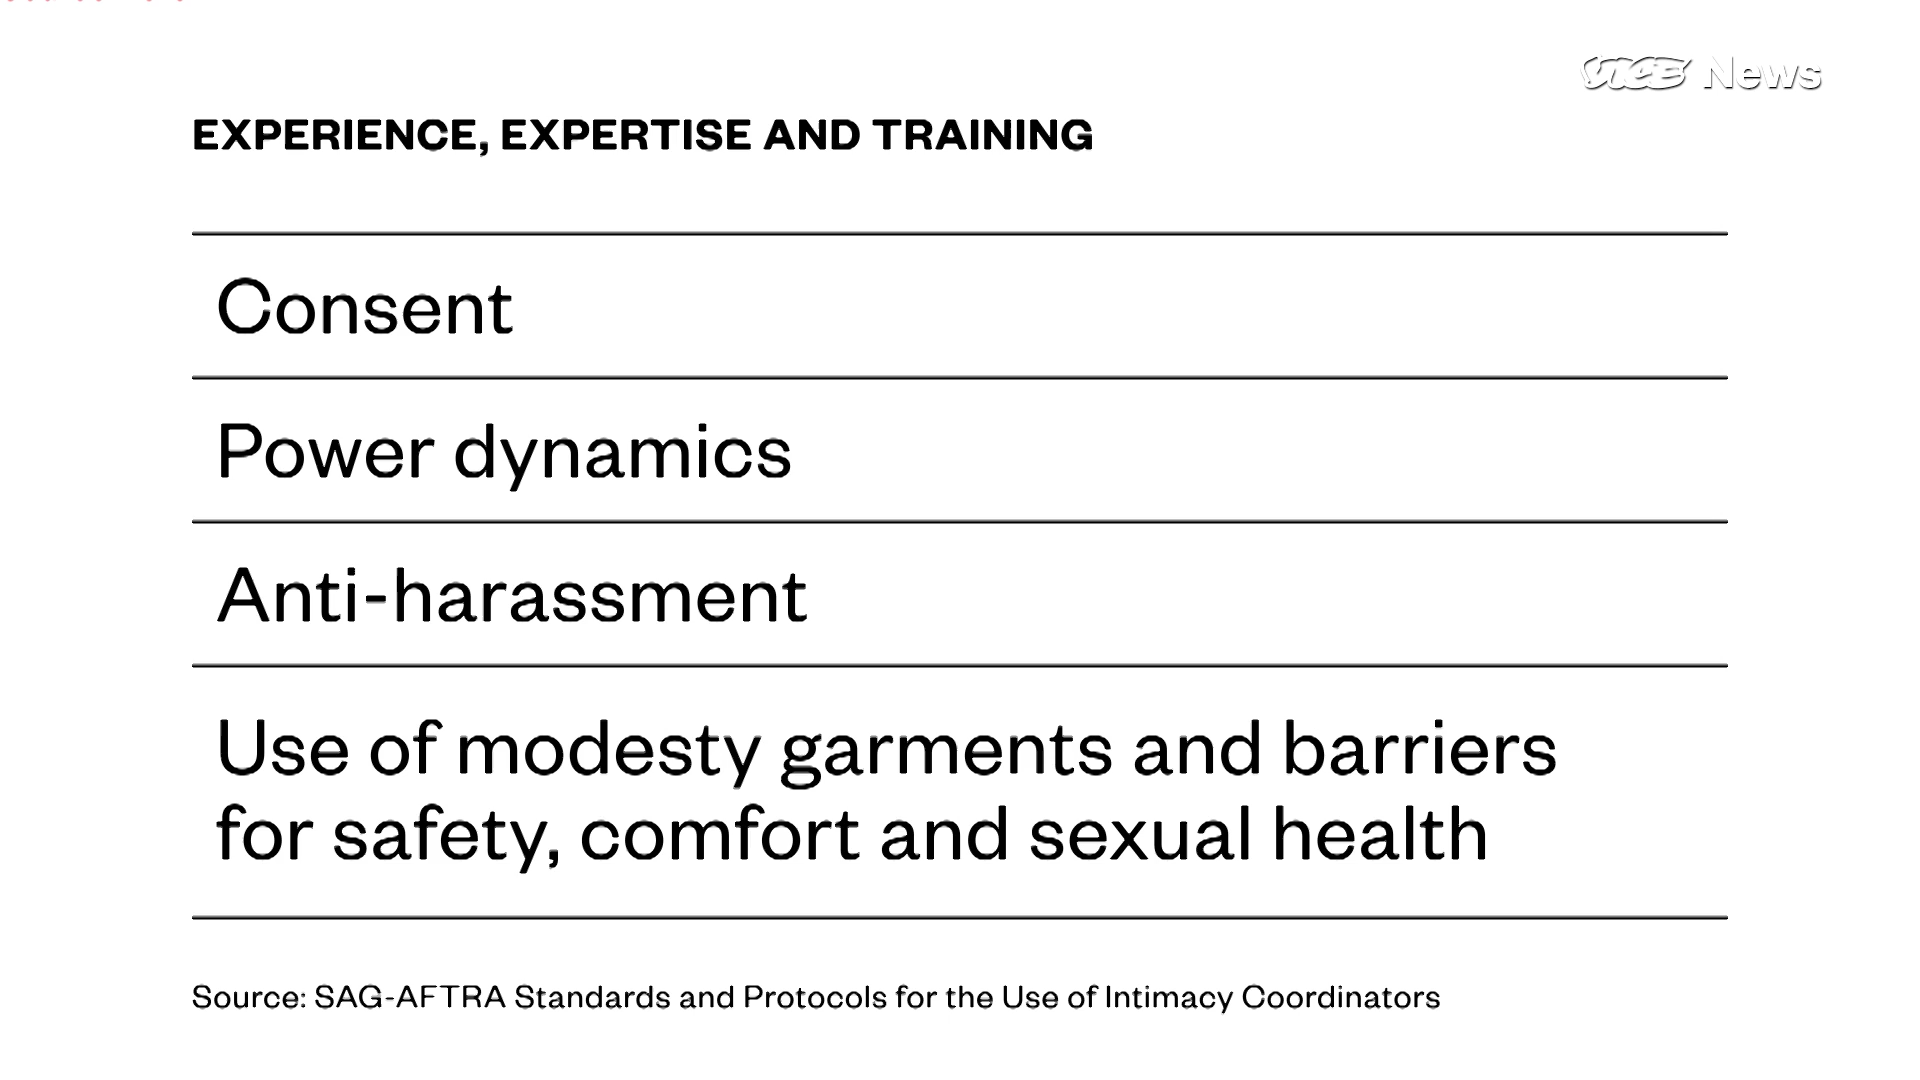 VICE News
EXPERIENCE, EXPERTISE AND TRAINING
Consent
Power dynamics
Anti-harassment
Use of modesty garments and barriers
for safety, comfort and sexual health
Source: SAG-AFTRA Standards and Protocols for the Use of Intimacy Coordinators